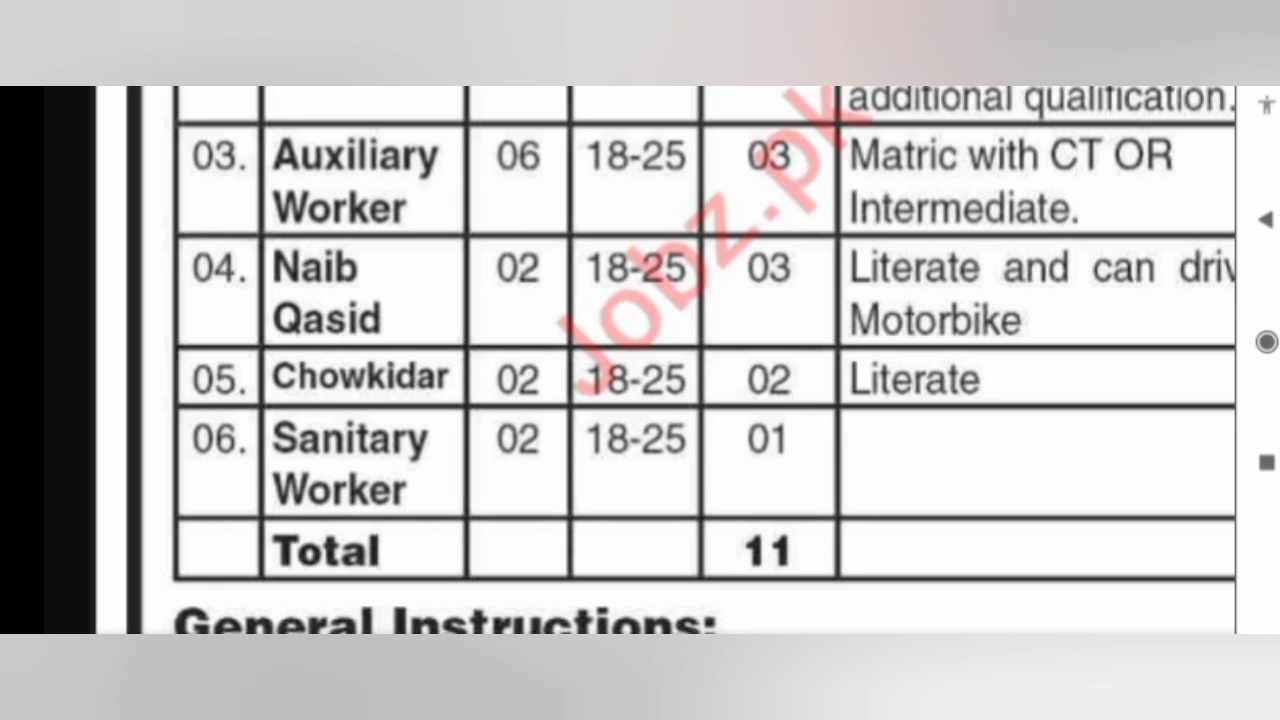 additional qualification.
03. Auxiliary 06 18-25 03 Matric with CT OR
Worker Intermediate.
04. Naib 02 18-25 03 Literate and can driv
Qasid Motorbike
05. Chowkidar 02 18-25 02 Literate
06. Sanitary 02 18-25 01
Worker
Total 11
General Instructions:
Jobz.pk